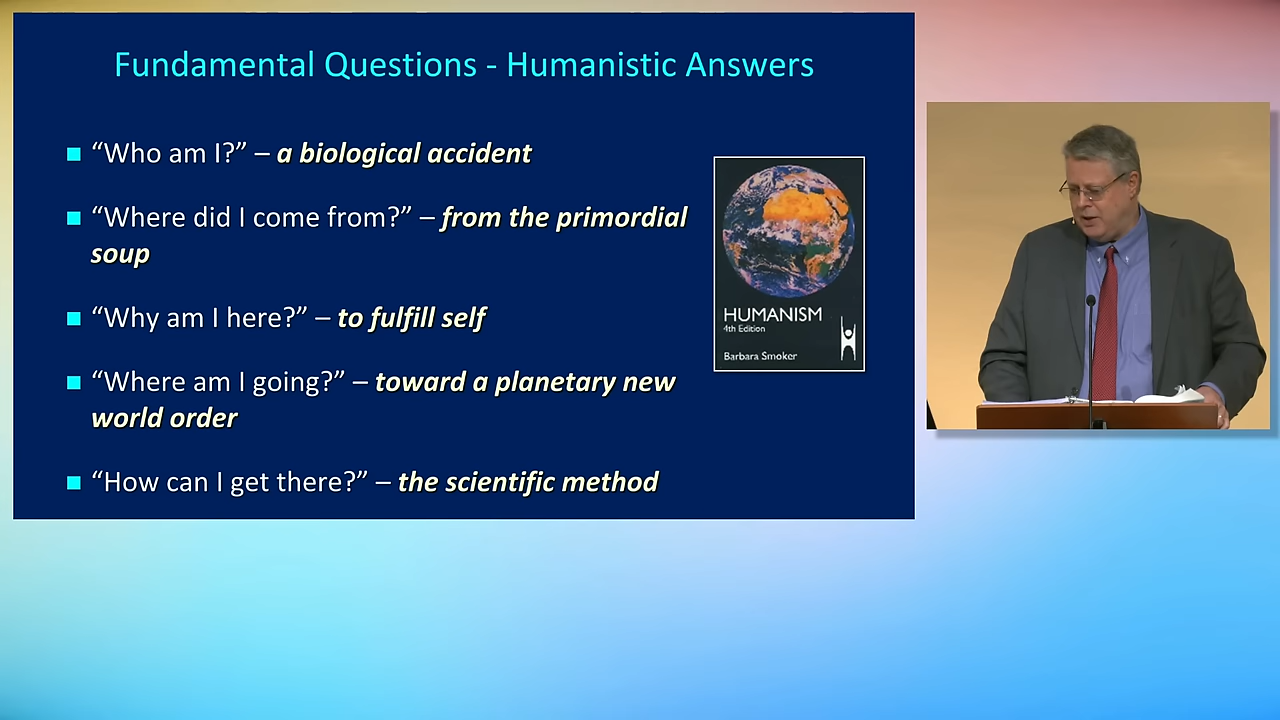 Fundamental Questions - Humanistic Answers
“Who am I?” – a biological accident
“Where did I come from?” – from the primordial
soup
“Why am I here?” – to fulfill self
“Where am I going?” – toward a planetary new
world order
“How can I get there?” – the scientific method
HUMANISM
4th Edition
Barbara Smoker